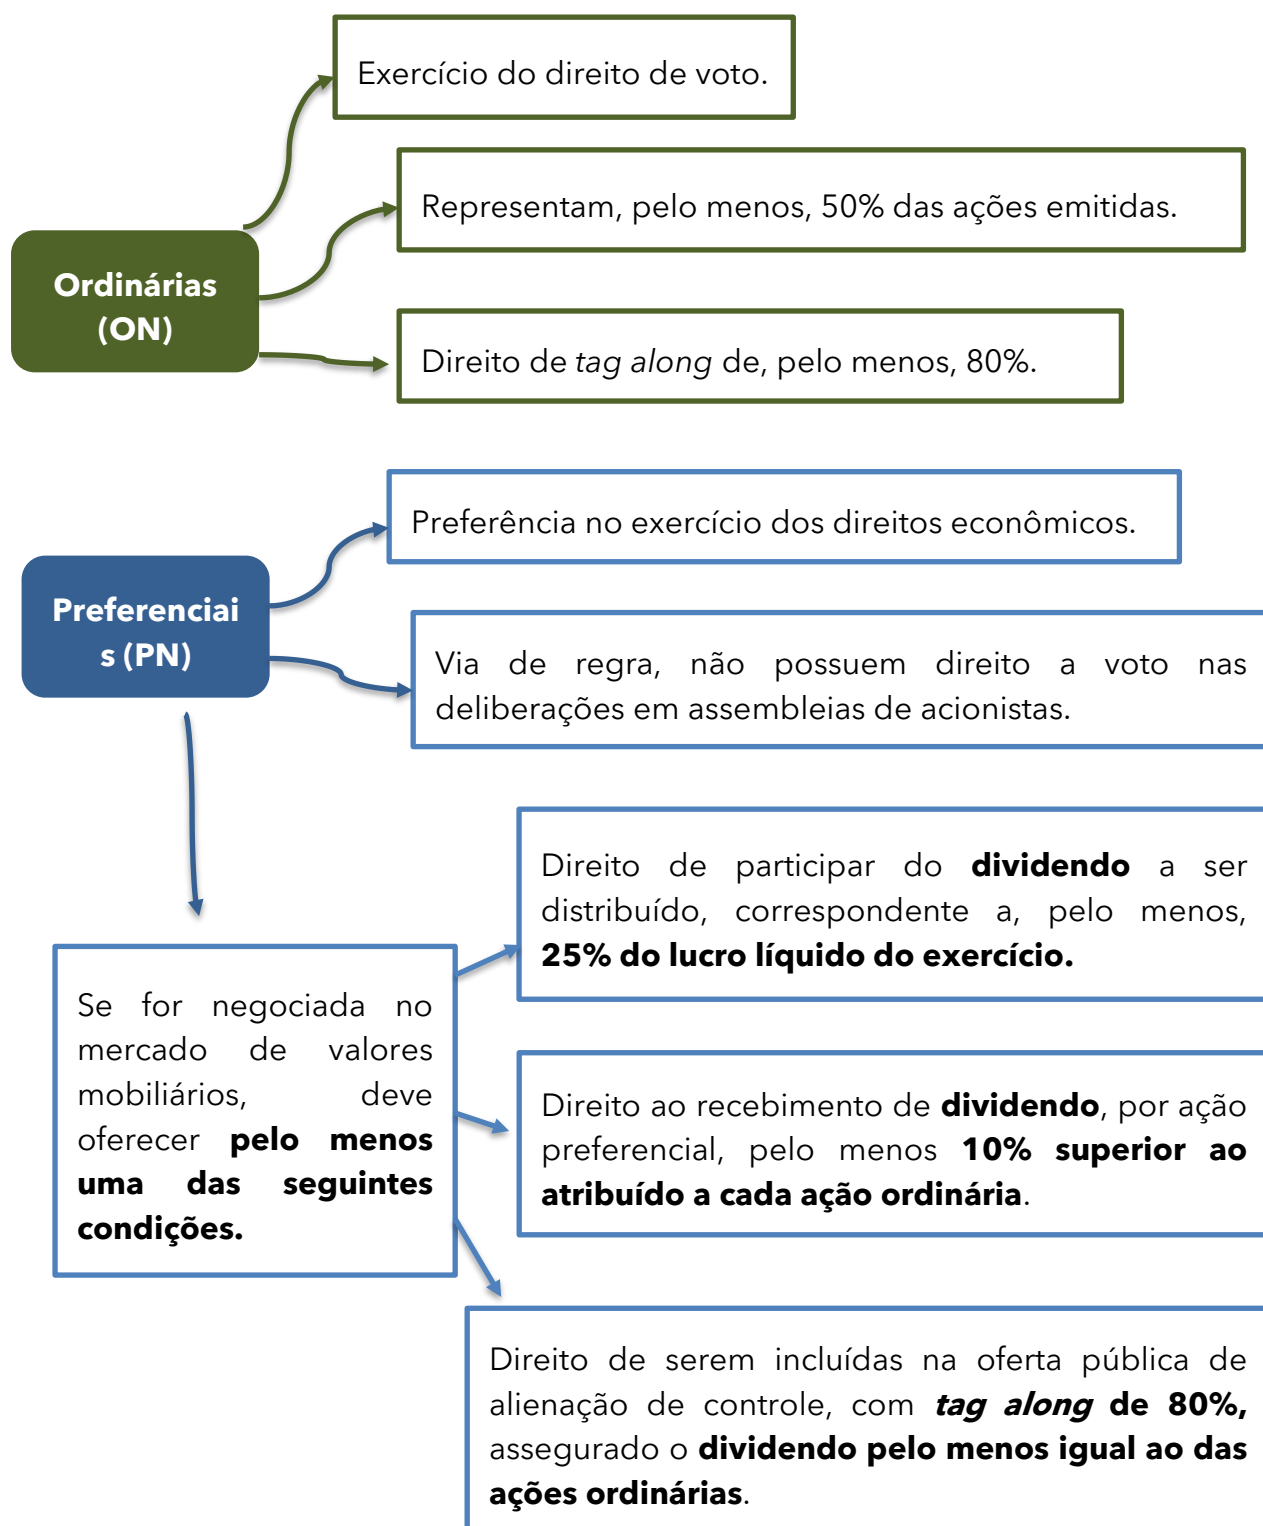 Exercício do direito de voto.
Representam, pelo menos, 50% das ações emitidas.
Ordinárias
(ON)
Direito de tag along de, pelo menos, 80%.
Preferência no exercício dos direitos econômicos.
Preferenciai
s (PN)
Via de regra, não possuem direito a voto nas
deliberações em assembleias de acionistas.
Direito de participar do dividendo a ser
distribuído, correspondente a, pelo menos,
25% do lucro líquido do exercício.
Se for negociada no
mercado de valores
mobiliários, deve
oferecer pelo menos
uma das seguintes
condições.
Direito ao recebimento de dividendo, por ação
preferencial, pelo menos 10% superior ao
atribuído a cada ação ordinária.
Direito de serem incluídas na oferta pública de
alienação de controle, com tag along de 80%,
assegurado o dividendo pelo menos igual ao das
ações ordinárias.